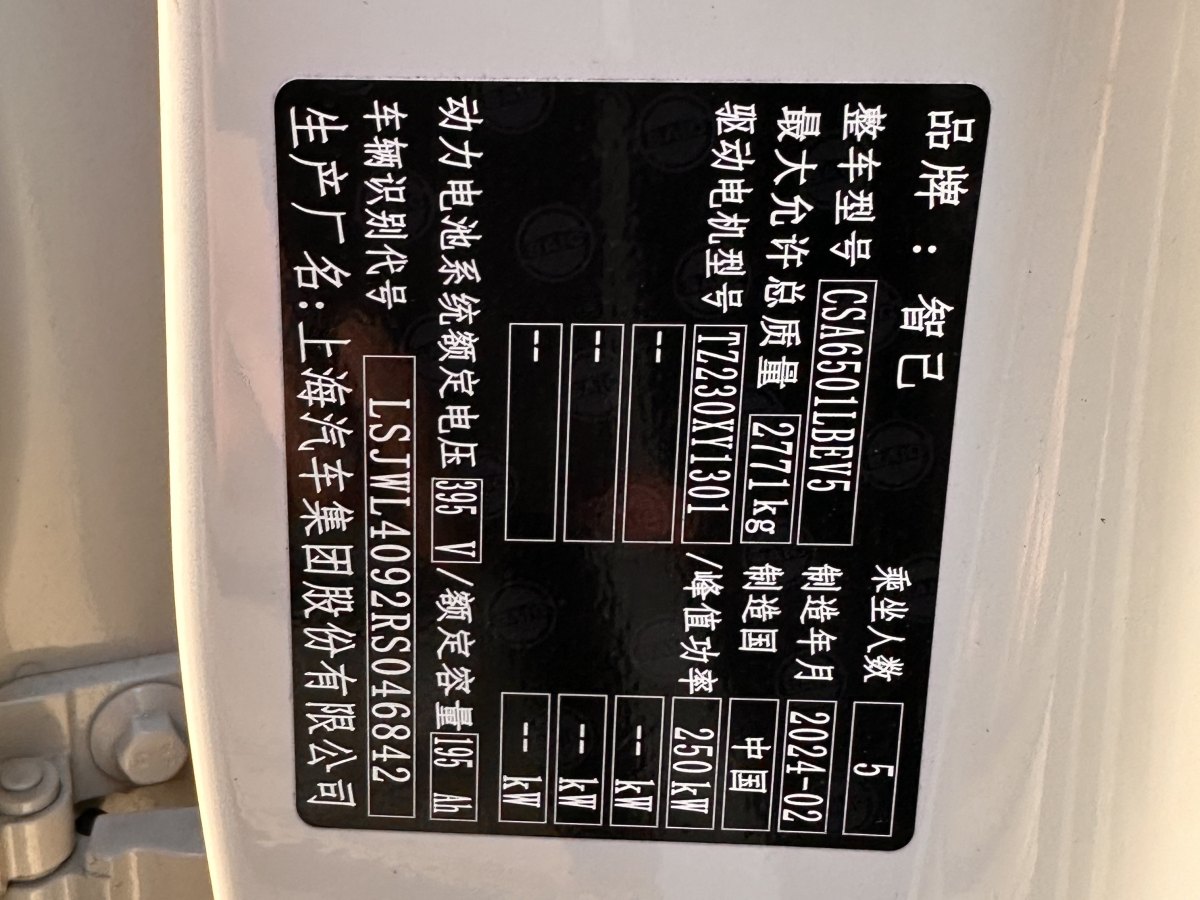 品牌：智己
乘坐人数 5
整车型号 CSA6501LBEV5 制造年月 2024-02
最大允许总质量 2771kg 制造国 中国
驱动电机型号 TZ230XY1301 /峰值功率 250kW
-- -- kW
-- -- kW
-- -- kW
动力电池系统额定电压 395 V/额定容量 195 Ah
车辆识别代号 LSJWL4092RS046842
生产厂名:上海汽车集团股份有限公司